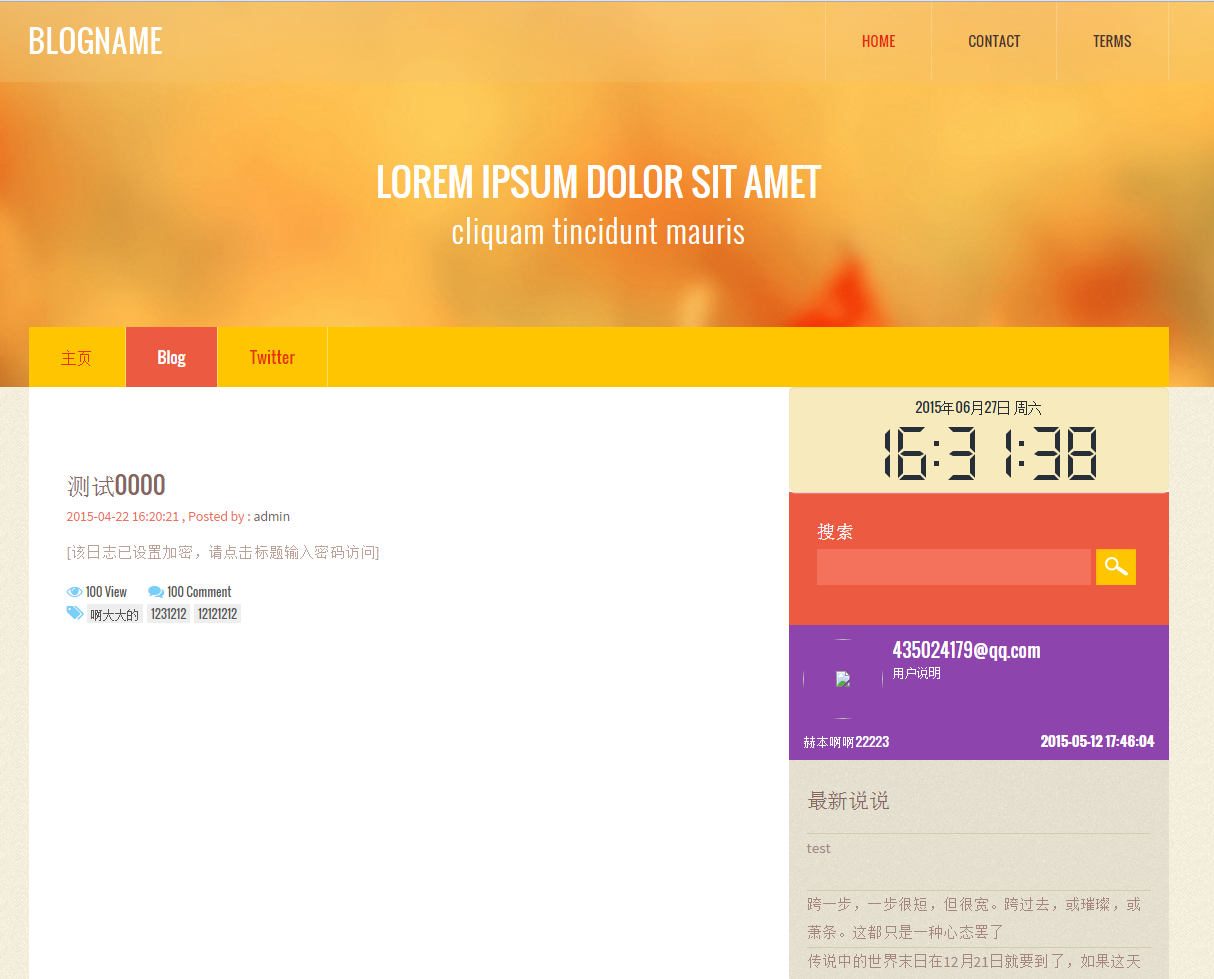 BLOGNAME
HOME
CONTACT
TERMS
LOREM IPSUM DOLOR SIT AMET
cliquam tincidunt mauris
主页
Blog
Twitter
2015年06月27日 周六
16:31:38
测试0000
2015-04-22 16:20:21 , Posted by : admin
[该日志已设置加密，请点击标题输入密码访问]
100 View
100 Comment
啊大大的
1231212
12121212
搜索
435024179@qq.com
用户说明
赫本啊啊22223
2015-05-12 17:46:04
最新说说
test
跨一步，一步很短，但很宽。跨过去，或璀璨，或
萧条。这都只是一种心态罢了
传说中的世界末日在12月21日就要到了，如果这天